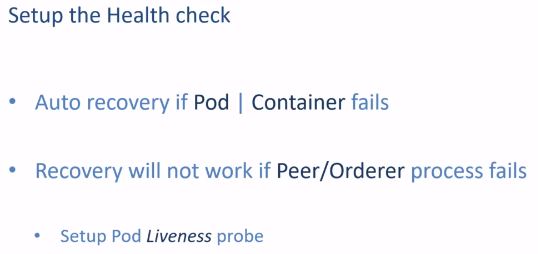 Setup the Health check
• Auto recovery if Pod | Container fails
• Recovery will not work if Peer/Orderer process fails
• Setup Pod Liveness probe